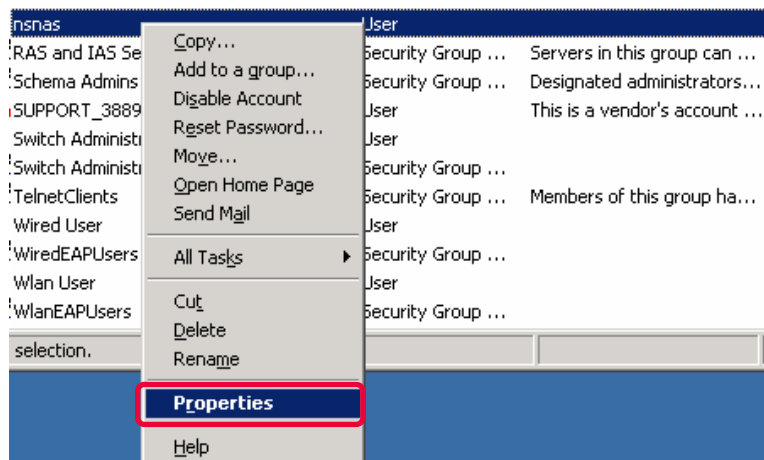 nsnas User
RAS and IAS Se Security Group ... Servers in this group can ...
Schema Admins Security Group ... Designated administrators...
SUPPORT_3889 User This is a vendor's account ...
Switch Administr User
Switch Administr Security Group ...
TelnetClients Security Group ... Members of this group ha...
Wired User User
WiredEAPUsers Security Group ...
Wlan User User
WlanEAPUsers Security Group ...
selection.
Copy...
Add to a group...
Disable Account
Reset Password...
Move...
Open Home Page
Send Mail
All Tasks
Cut
Delete
Rename
Properties
Help